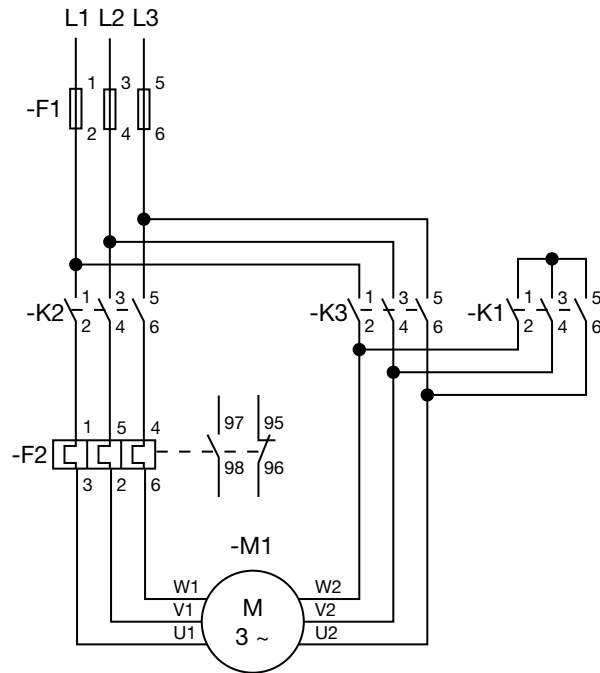 L1 L2 L3
1 3 5
-F1
2 4 6
1 3 5 1 3 5 1 3 5
-K2 -K3 -K1
2 4 6 2 4 6 2 4 6
1 5 4 97 95
-F2
3 2 6 98 96
-M1
W1 W2
V1 M V2
U1 3 ~ U2